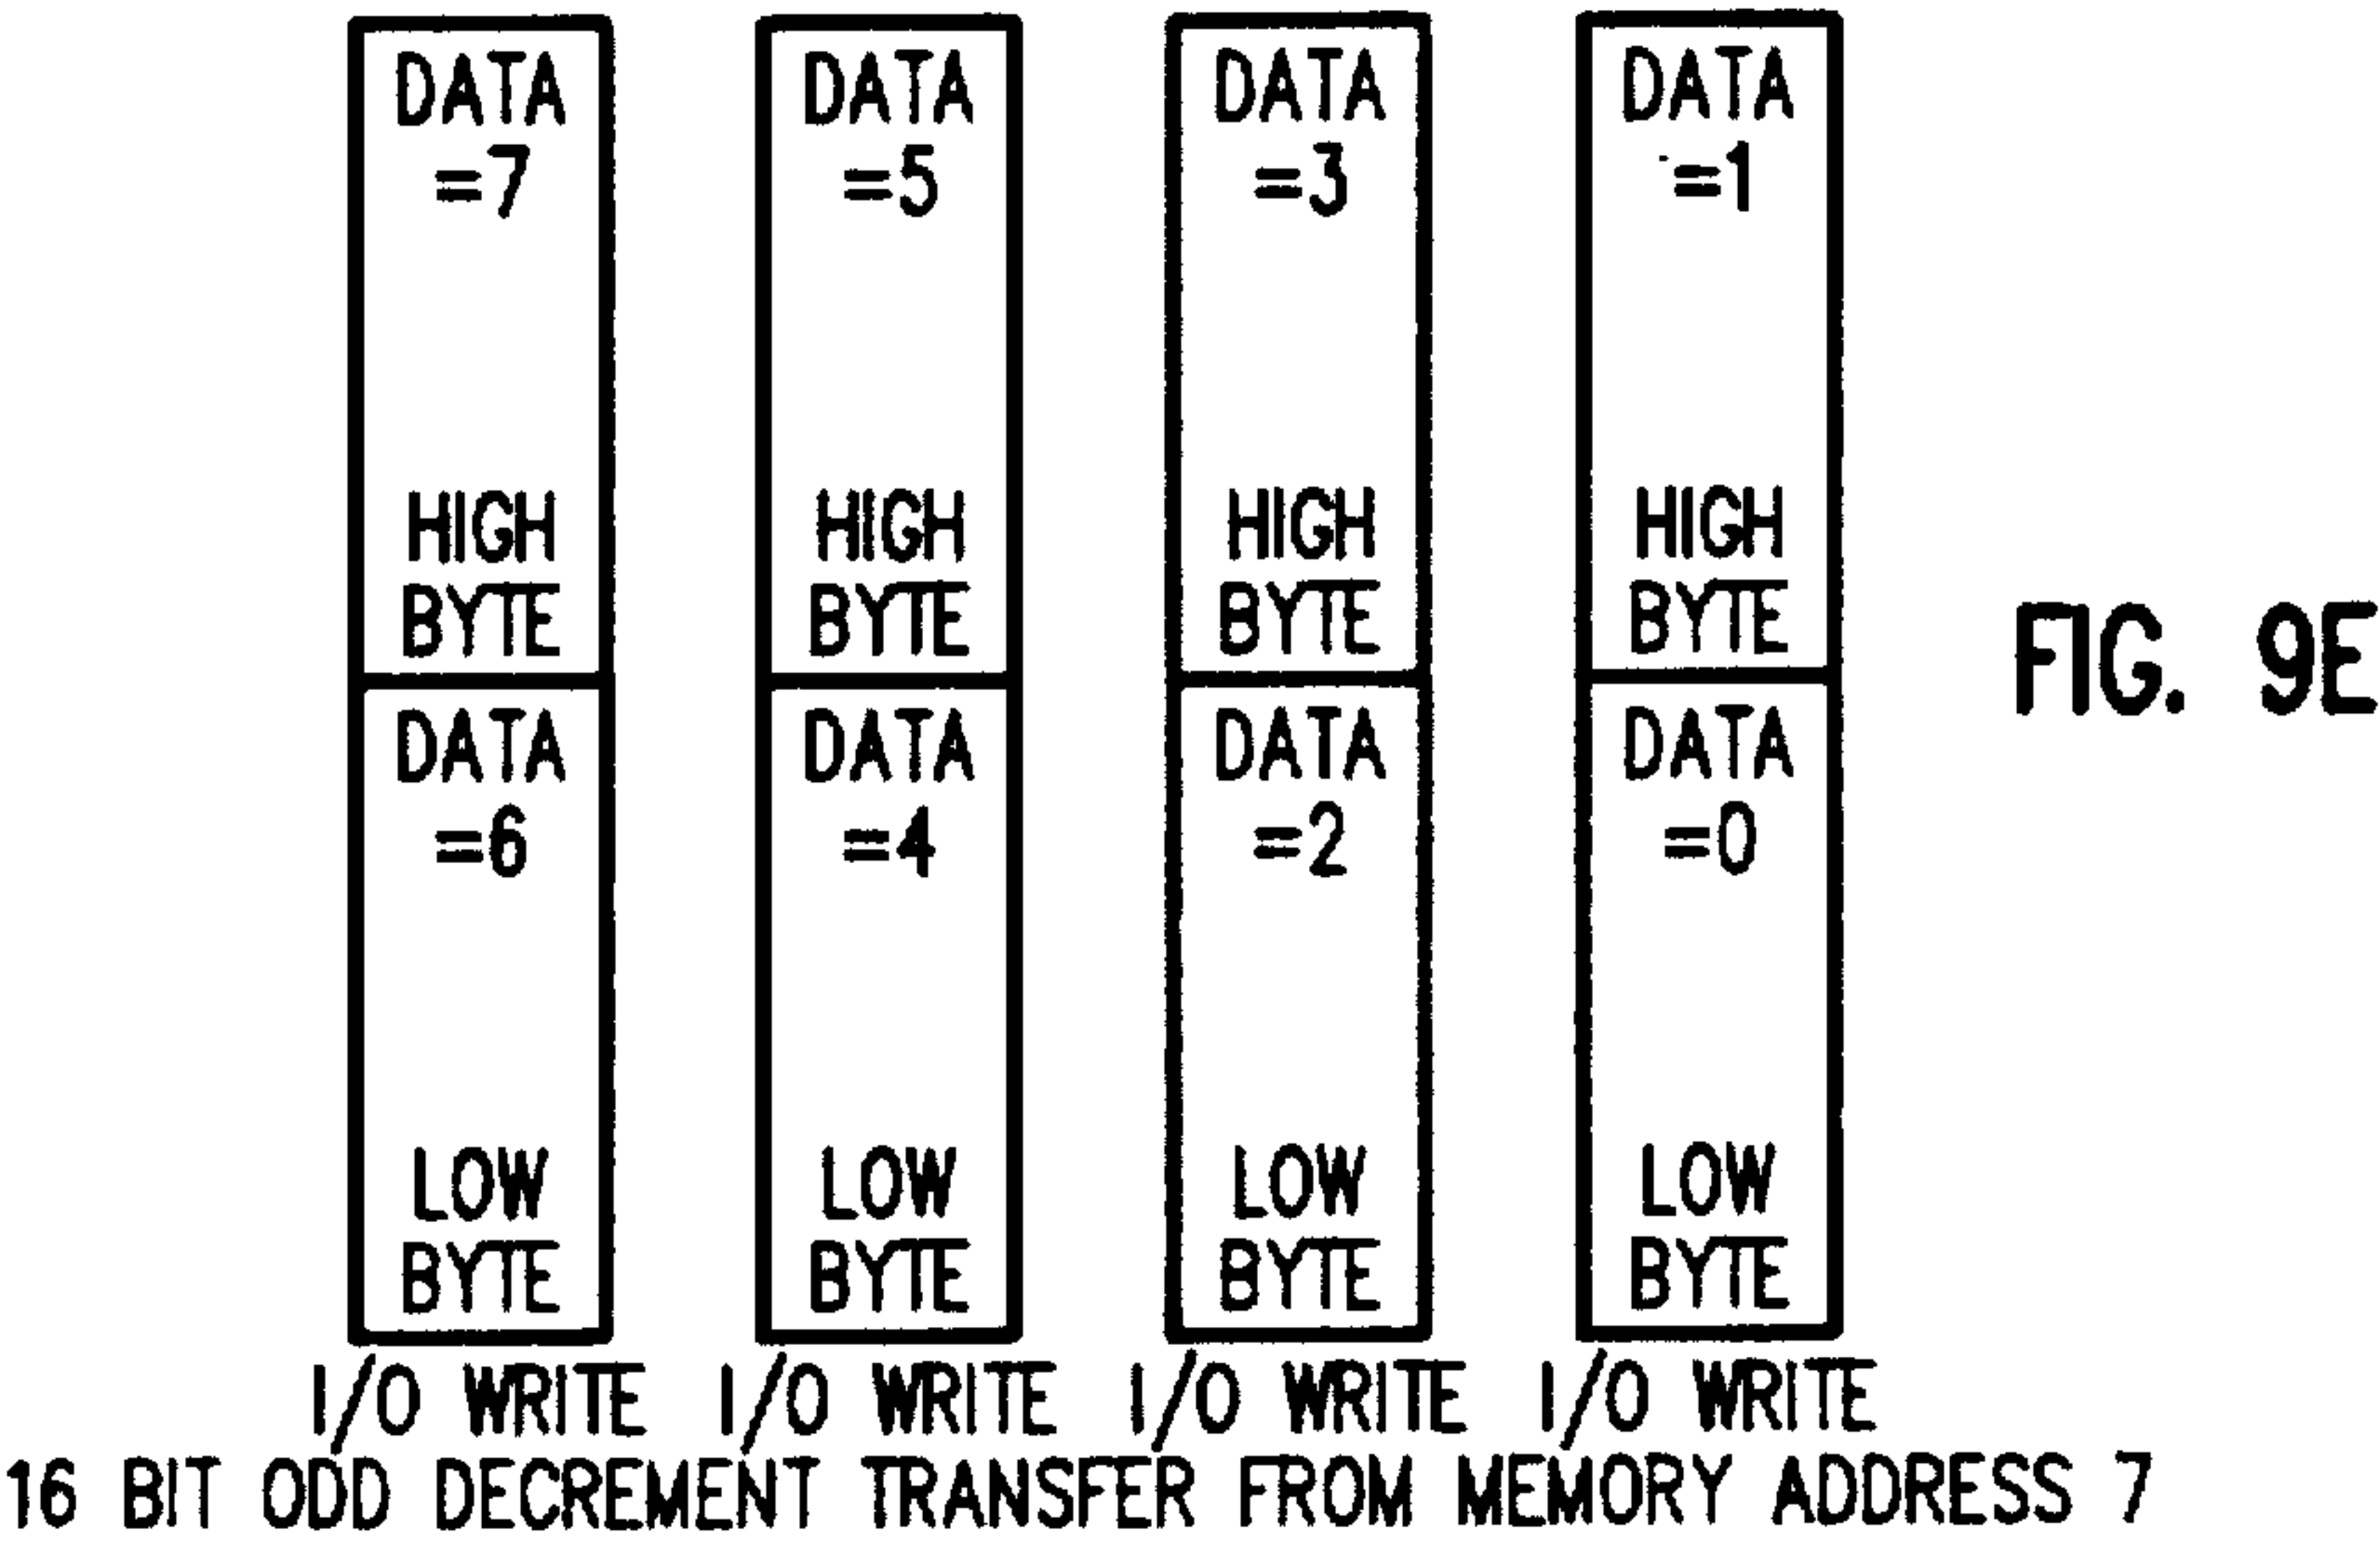 DATA
=7
HIGH
BYTE
DATA
=6
LOW
BYTE
I/O WRITE
DATA
=5
HIGH
BYTE
DATA
=4
LOW
BYTE
I/O WRITE
DATA
=3
HIGH
BYTE
DATA
=2
LOW
BYTE
I/O WRITE
DATA
=1
HIGH
BYTE
DATA
=0
LOW
BYTE
I/O WRITE
16 BIT ODD DECREMENT TRANSFER FROM MEMORY ADDRESS 7
FIG. 9E